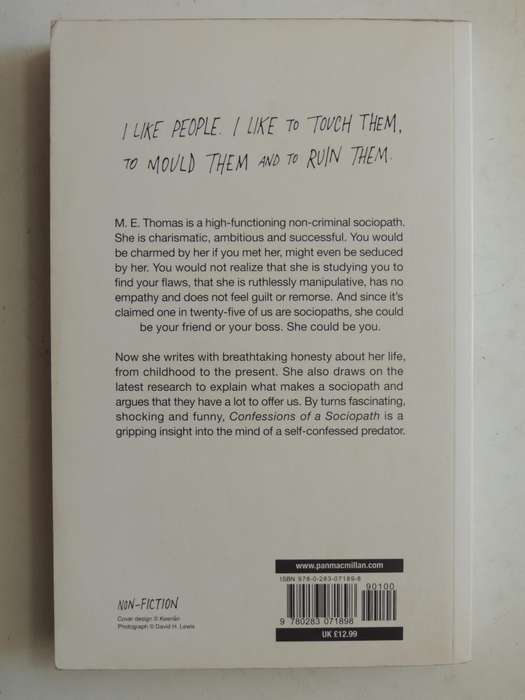 I LIKE PEOPLE. I LIKE TO TOUCH THEM,
TO MOULD THEM AND TO RUIN THEM.
M. E. Thomas is a high-functioning non-criminal sociopath.
She is charismatic, ambitious and successful. You would
be charmed by her if you met her, might even be seduced
by her. You would not realize that she is studying you to
find your flaws, that she is ruthlessly manipulative, has no
empathy and does not feel guilt or remorse. And since it's
claimed one in twenty-five of us are sociopaths, she could
be your friend or your boss. She could be you.
Now she writes with breathtaking honesty about her life,
from childhood to the present. She also draws on the
latest research to explain what makes a sociopath and
argues that they have a lot to offer us. By turns fascinating,
shocking and funny, Confessions of a Sociopath is a
gripping insight into the mind of a self-confessed predator.
www.panmacmillan.com
ISBN 978-0-283-07189-8
90100
9 780283 071898
UK £12.99
NON-FICTION
Cover design © Keenan
Photograph © David H. Lewis